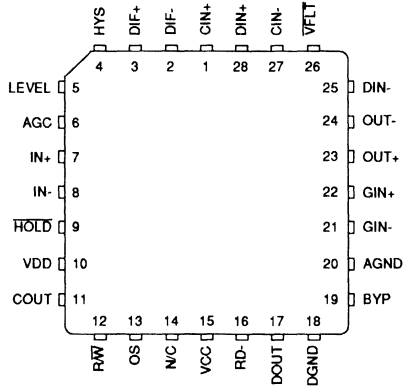 HYS DIF+ DIF- CIN+ DIN+ CIN- VFLT
4 3 2 1 28 27 26
LEVEL 5 25 DIN-
AGC 6 24 OUT-
IN+ 7 23 OUT+
IN- 8 22 GIN+
HOLD 9 21 GIN-
VDD 10 20 AGND
COUT 11 19 BYP
12 13 14 15 16 17 18
R/W OS N/C VCC RD- DOUT DGND